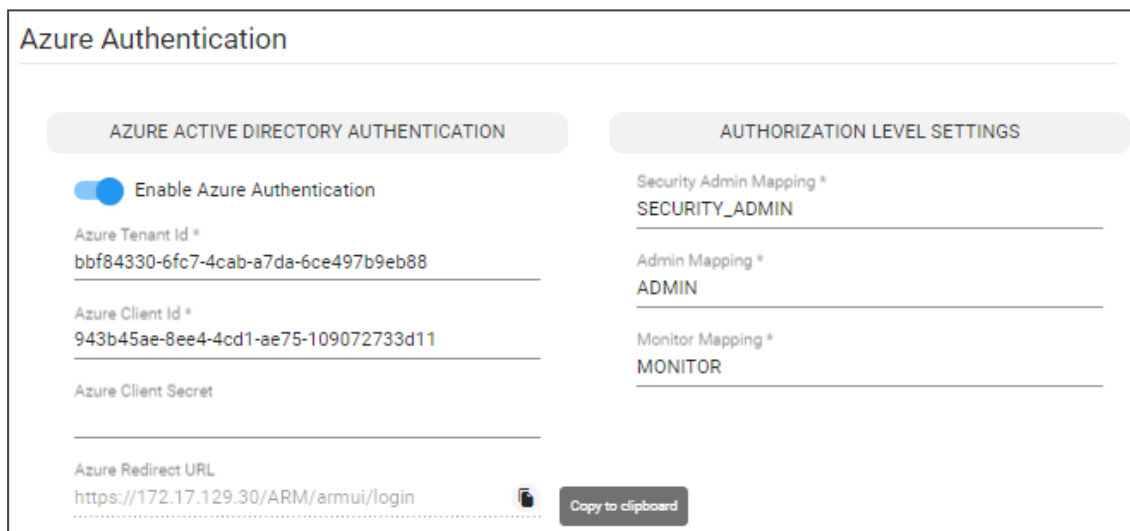 Azure Authentication
AZURE ACTIVE DIRECTORY AUTHENTICATION
Enable Azure Authentication
Azure Tenant Id *
bbf84330-6fc7-4cab-a7da-6ce497b9eb88
Azure Client Id *
943b45ae-8ee4-4cd1-ae75-109072733d11
Azure Client Secret
Azure Redirect URL
https://172.17.129.30/ARM/armui/login
Copy to clipboard
AUTHORIZATION LEVEL SETTINGS
Security Admin Mapping *
SECURITY_ADMIN
Admin Mapping *
ADMIN
Monitor Mapping *
MONITOR